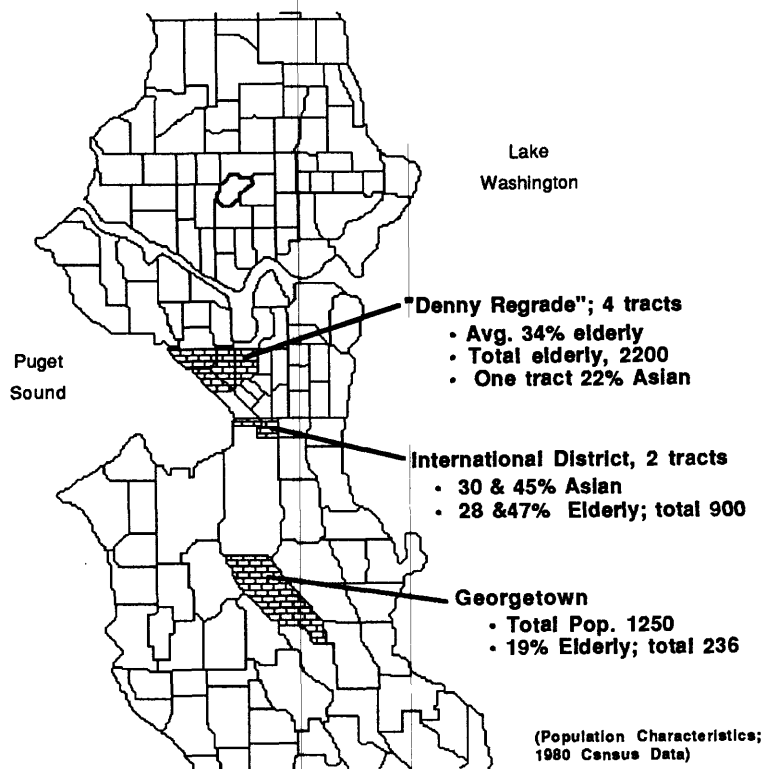 Lake
Washington
"Denny Regrade"; 4 tracts
• Avg. 34% elderly
• Total elderly, 2200
• One tract 22% Asian
Puget
Sound
International District, 2 tracts
• 30 & 45% Asian
• 28 &47% Elderly; total 900
Georgetown
• Total Pop. 1250
• 19% Elderly; total 236
(Population Characteristics;
1980 Csnsus Data)